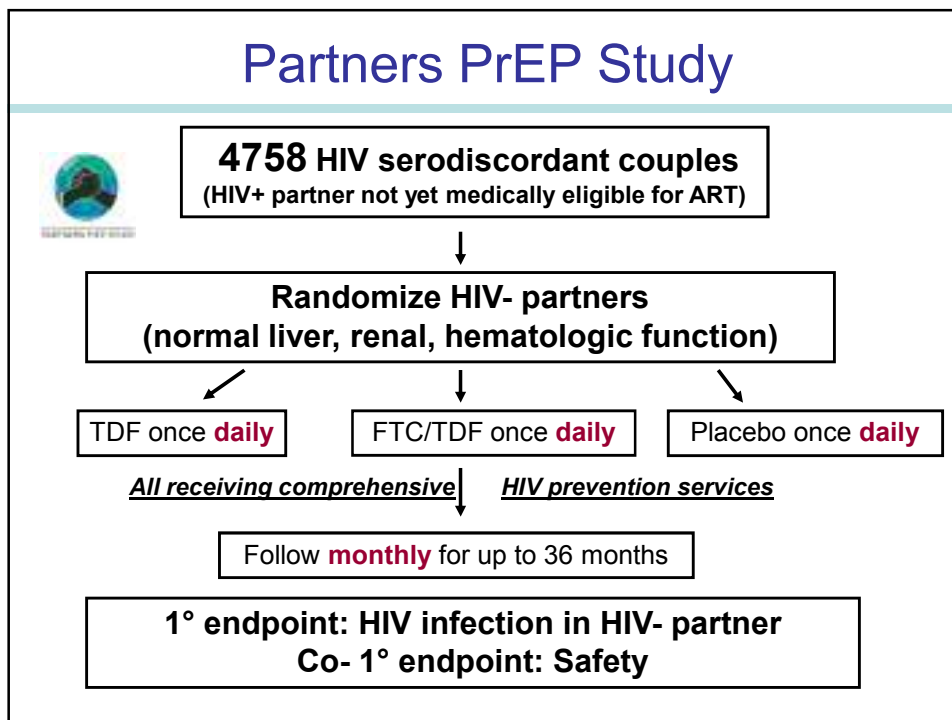 Partners PrEP Study
4758 HIV serodiscordant couples
(HIV+ partner not yet medically eligible for ART)
Randomize HIV- partners
(normal liver, renal, hematologic function)
TDF once daily
FTC/TDF once daily
Placebo once daily
All receiving comprehensive HIV prevention services
Follow monthly for up to 36 months
1° endpoint: HIV infection in HIV- partner
Co- 1° endpoint: Safety